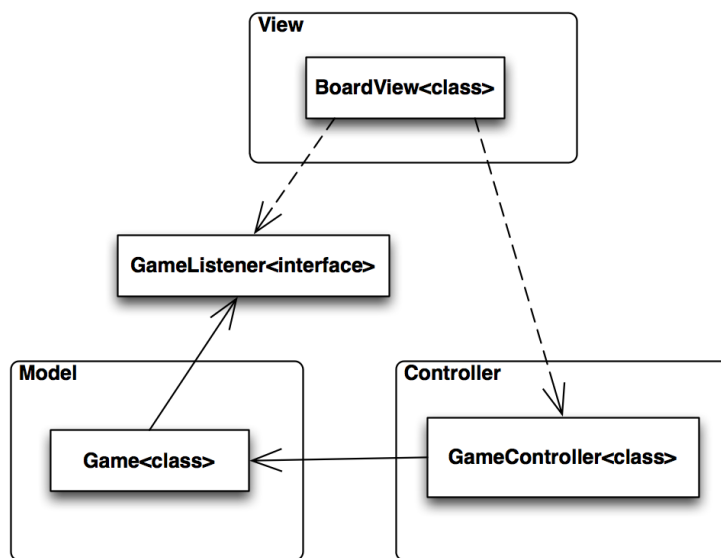 View
BoardView<class>
GameListener<interface>
Model
Controller
Game<class>
GameController<class>